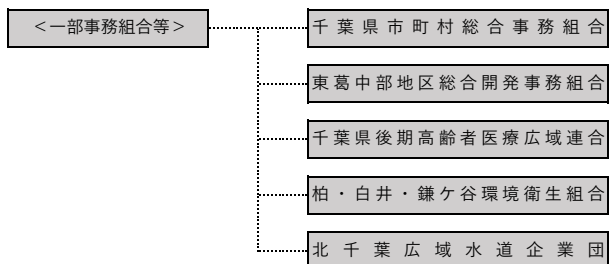 ＜一部事務組合等＞
千葉県市町村総合事務組合
東葛中部地区総合開発事務組合
千葉県後期高齢者医療広域連合
柏・白井・鎌ケ谷環境衛生組合
北千葉広域水道企業団